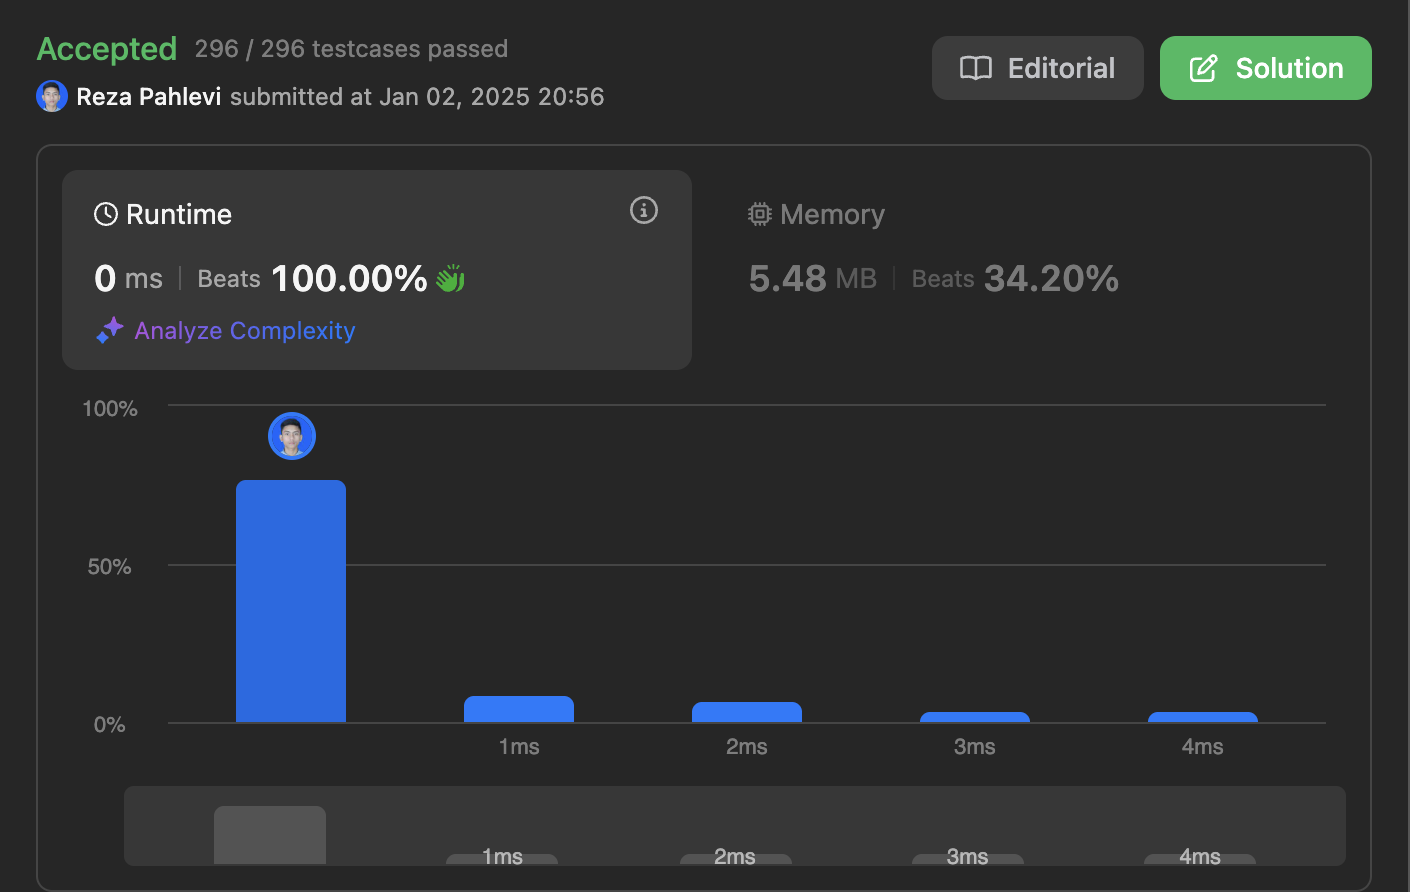 Accepted 296 / 296 testcases passed
Reza Pahlevi submitted at Jan 02, 2025 20:56
Editorial
Solution
Runtime
0 ms | Beats 100.00%
Analyze Complexity
Memory
5.48 MB | Beats 34.20%
100%
50%
0%
1ms 2ms 3ms 4ms
1ms 2ms 3ms 4ms